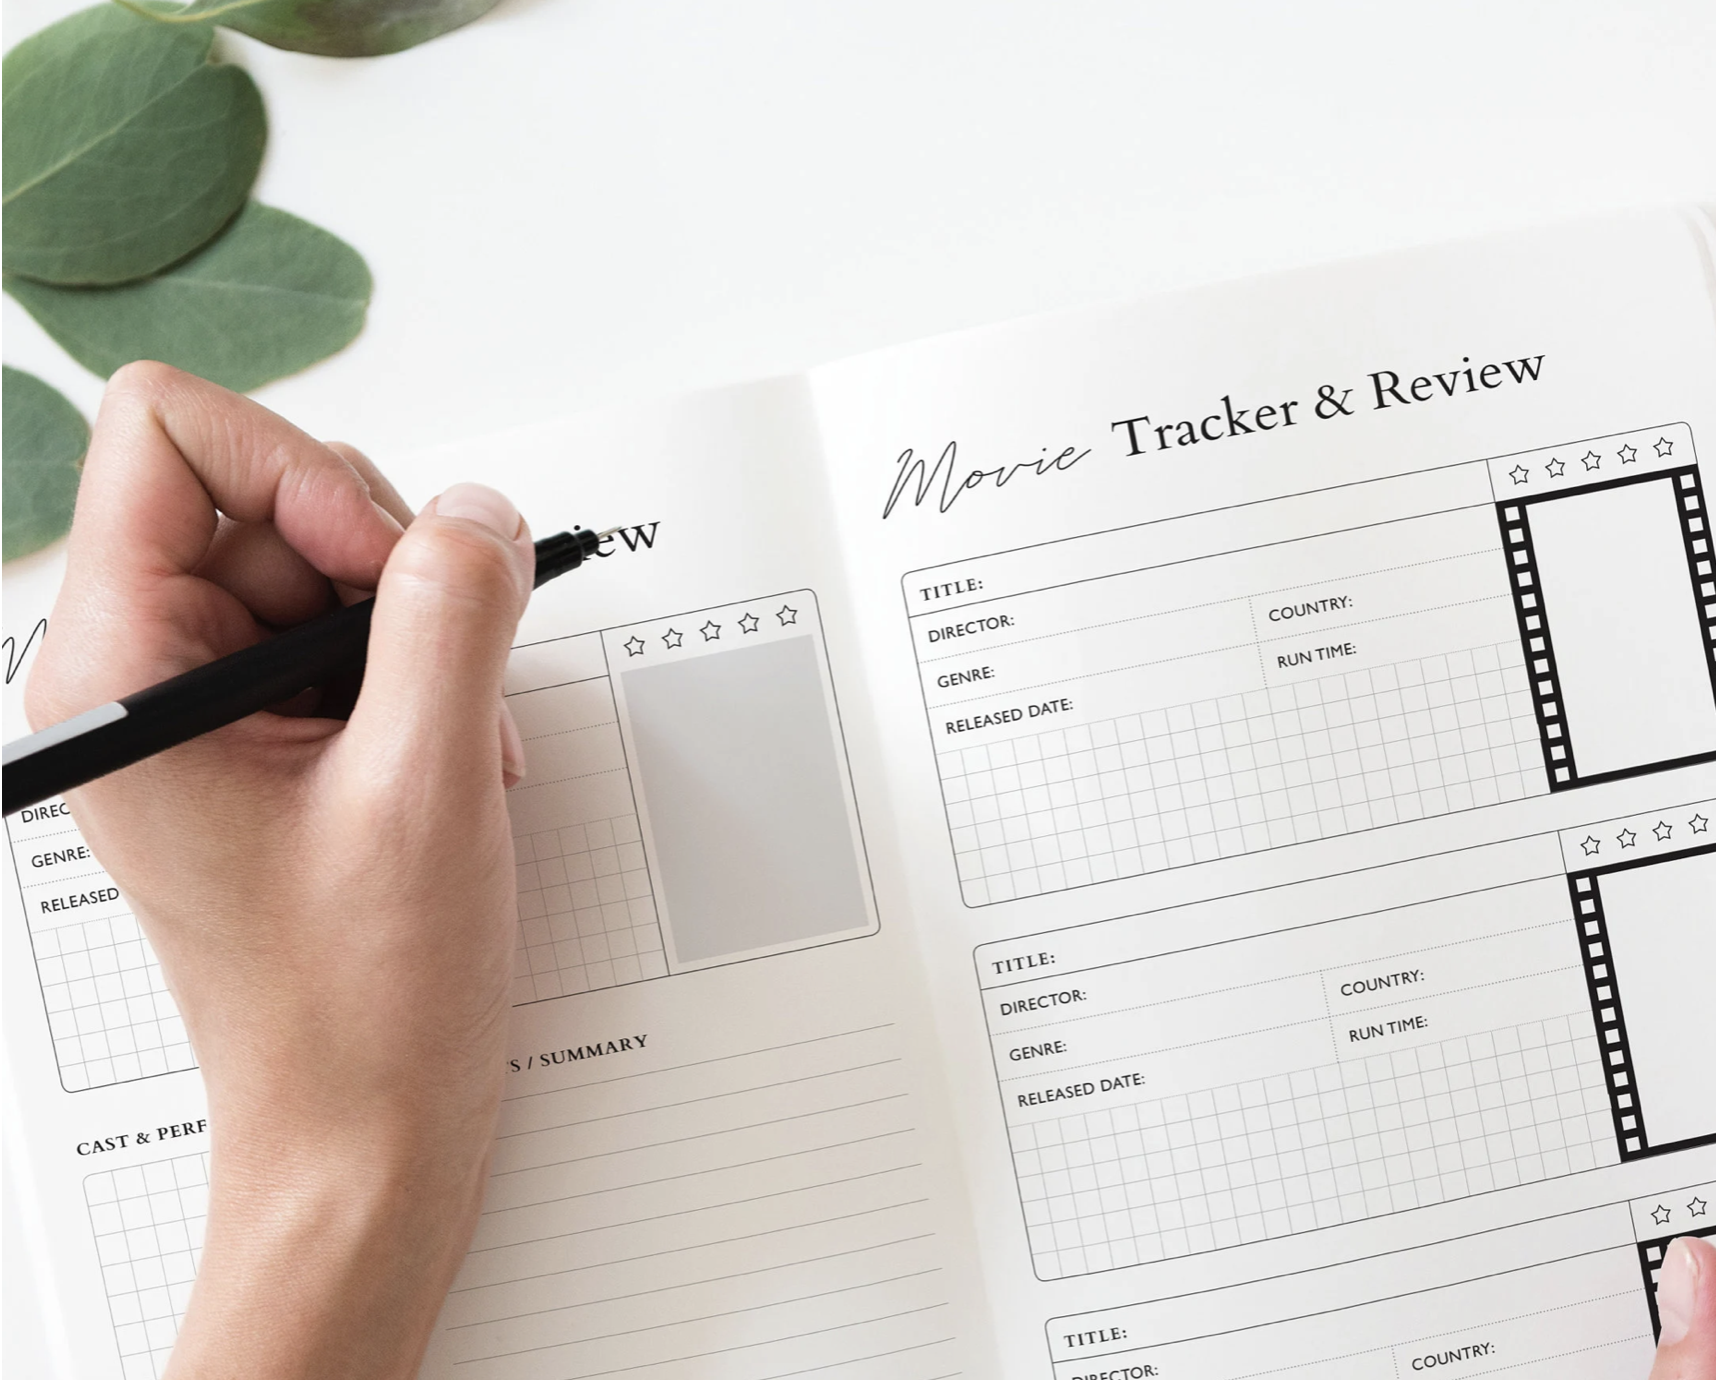 DIREC
GENRE:
RELEASED
CAST & PERF
/ SUMMARY
Movie Tracker & Review
TITLE:
DIRECTOR:
COUNTRY:
GENRE:
RUN TIME:
RELEASED DATE:
TITLE:
DIRECTOR:
COUNTRY:
GENRE:
RUN TIME:
RELEASED DATE:
TITLE:
DIRECTOR:
COUNTRY: